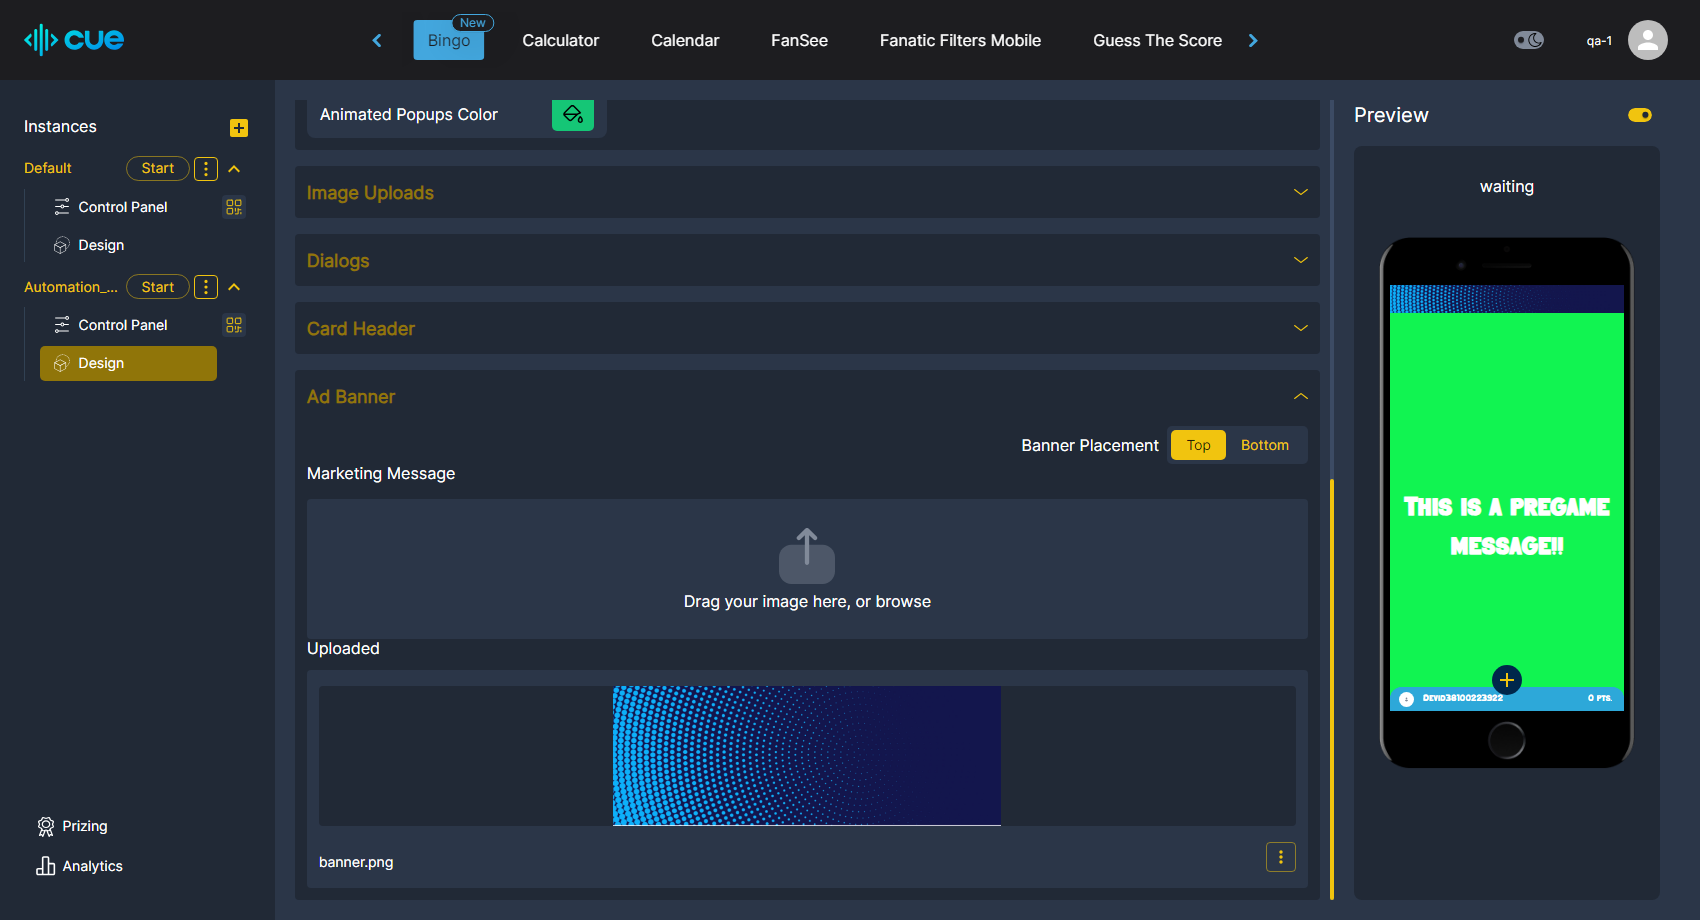 cue
Bingo
New
Calculator
Calendar
FanSee
Fanatic Filters Mobile
Guess The Score
qa-1
Instances
Default
Start
Control Panel
Design
Automation_...
Start
Control Panel
Design
Prizing
Analytics
Animated Popups Color
Image Uploads
Dialogs
Card Header
Ad Banner
Banner Placement
Top
Bottom
Marketing Message
Drag your image here, or browse
Uploaded
banner.png
Preview
waiting
This is a pregame
message!!
1
Devid38100223922
0 pts.